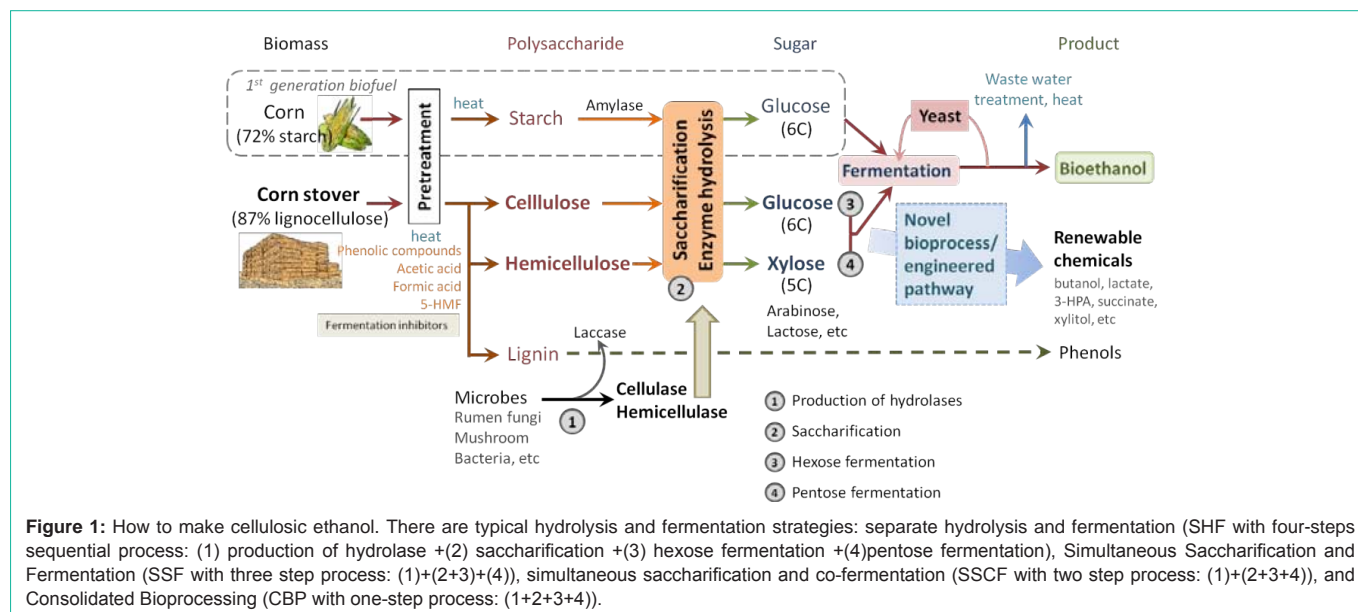 Biomass Polysaccharide Sugar Product
1st generation biofuel
Corn
(72% starch)
Pretreatment
heat
Starch
Amylase
Saccharification
Enzyme hydrolysis
Glucose
(6C)
Yeast
Waste water
treatment, heat
Fermentation
Bioethanol
Corn stover
(87% lignocellulose)
heat
Phenolic compounds
Acetic acid
Formic acid
5-HMF
Fermentation inhibitors
Celllulose
Glucose
(6C)
3
Hemicellulose
2
Xylose
(5C)
4
Arabinose,
Lactose, etc
Novel
bioprocess/
engineered
pathway
Renewable
chemicals
butanol, lactate,
3-HPA, succinate,
xylitol, etc
Lignin
Laccase
Phenols
Microbes
Rumen fungi
Mushroom
Bacteria, etc
1
Cellulase
Hemicellulase
1 Production of hydrolases
2 Saccharification
3 Hexose fermentation
4 Pentose fermentation
Figure 1: How to make cellulosic ethanol. There are typical hydrolysis and fermentation strategies: separate hydrolysis and fermentation (SHF with four-steps
sequential process: (1) production of hydrolase +(2) saccharification +(3) hexose fermentation +(4)pentose fermentation), Simultaneous Saccharification and
Fermentation (SSF with three step process: (1)+(2+3)+(4)), simultaneous saccharification and co-fermentation (SSCF with two step process: (1)+(2+3+4)), and
Consolidated Bioprocessing (CBP with one-step process: (1+2+3+4)).